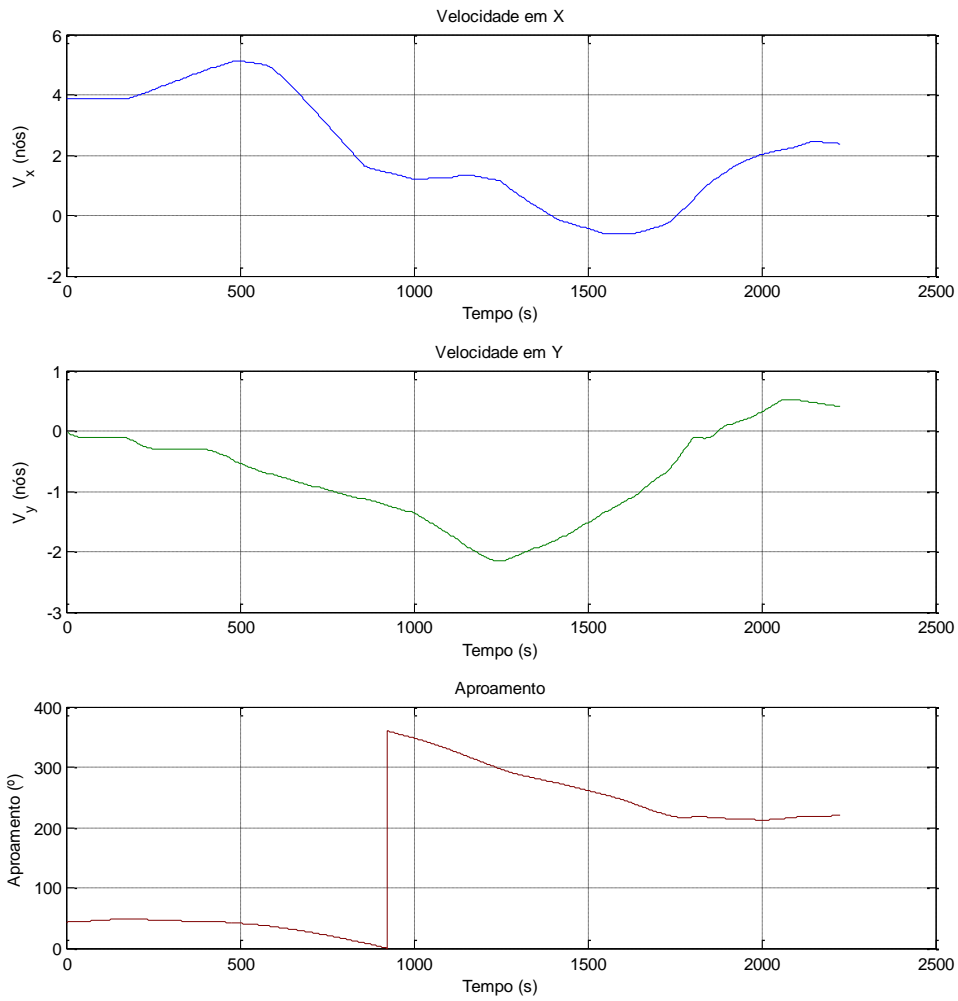 Velocidade em X
6
4
2
0
-2
V_x (nós)
0 500 1000 1500 2000 2500
Tempo (s)
Velocidade em Y
1
0
-1
-2
-3
V_y (nós)
0 500 1000 1500 2000 2500
Tempo (s)
Aproamento
400
300
200
100
0
Aproamento (º)
0 500 1000 1500 2000 2500
Tempo (s)